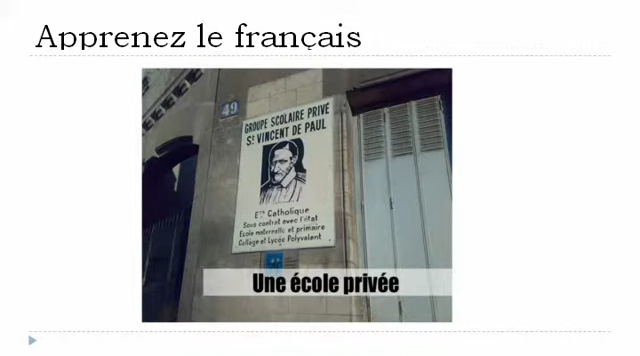 Apprenez le français
49
GROUPE SCOLAIRE PRIVÉ
St VINCENT DE PAUL
Ets Catholique
Sous contrat avec l'état
Ecole maternelle et primaire
Collège et Lycée Polyvalent
Une école privée